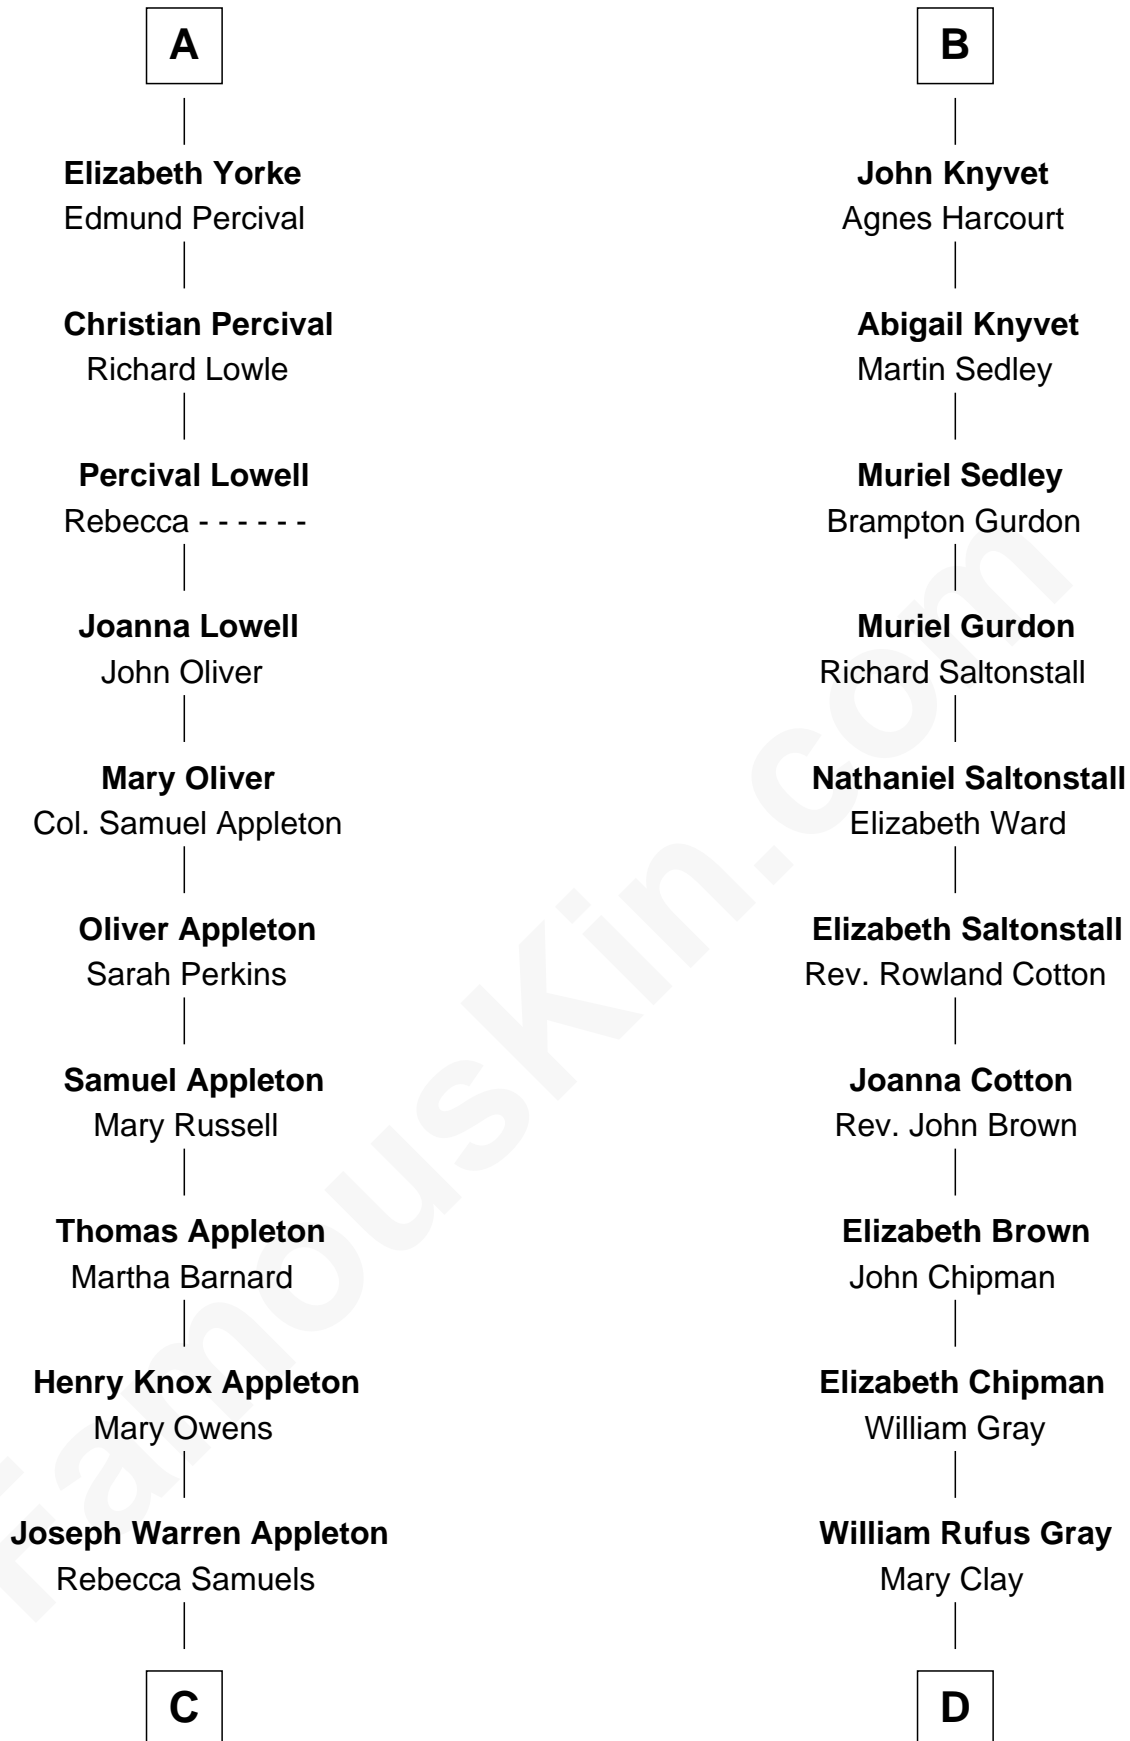 A
Elizabeth Yorke
Edmund Percival
Christian Percival
Richard Lowle
Percival Lowell
Rebecca - - - - - -
Joanna Lowell
John Oliver
Mary Oliver
Col. Samuel Appleton
Oliver Appleton
Sarah Perkins
Samuel Appleton
Mary Russell
Thomas Appleton
Martha Barnard
Henry Knox Appleton
Mary Owens
Joseph Warren Appleton
Rebecca Samuels
C
B
John Knyvet
Agnes Harcourt
Abigail Knyvet
Martin Sedley
Muriel Sedley
Brampton Gurdon
Muriel Gurdon
Richard Saltonstall
Nathaniel Saltonstall
Elizabeth Ward
Elizabeth Saltonstall
Rev. Rowland Cotton
Joanna Cotton
Rev. John Brown
Elizabeth Brown
John Chipman
Elizabeth Chipman
William Gray
William Rufus Gray
Mary Clay
D
FamousKin.com